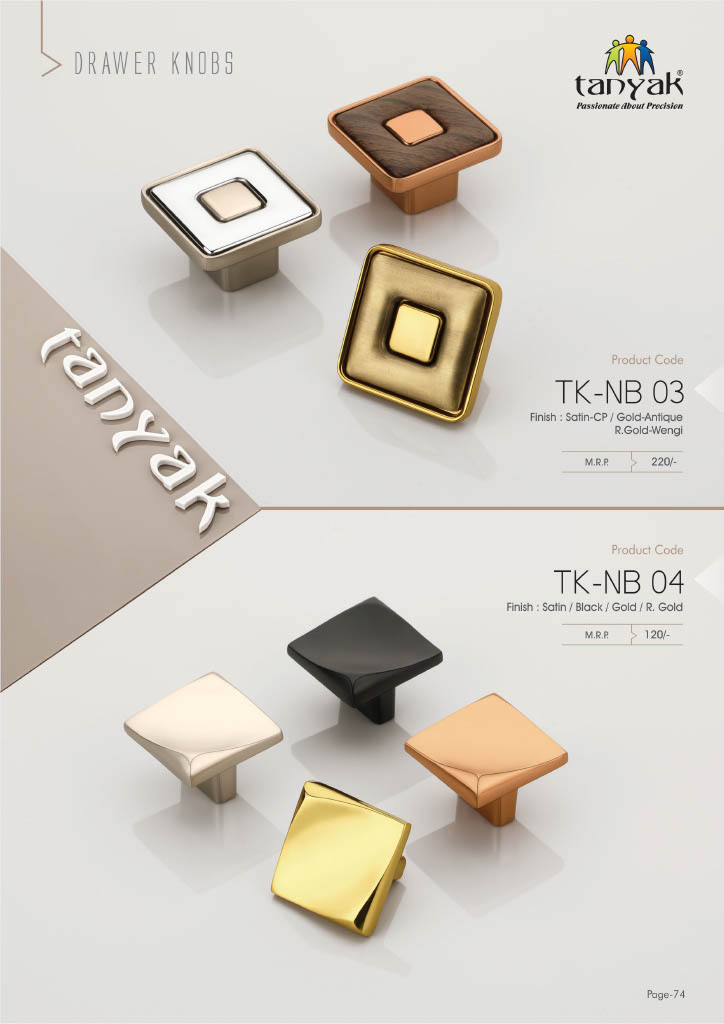 DRAWER KNOBS
tanyak®
Passionate About Precision
tanyak
Product Code
TK-NB 03
Finish : Satin-CP / Gold-Antique
R.Gold-Wengi
M.R.P. 220/-
Product Code
TK-NB 04
Finish : Satin / Black / Gold / R. Gold
M.R.P. 120/-
Page-74